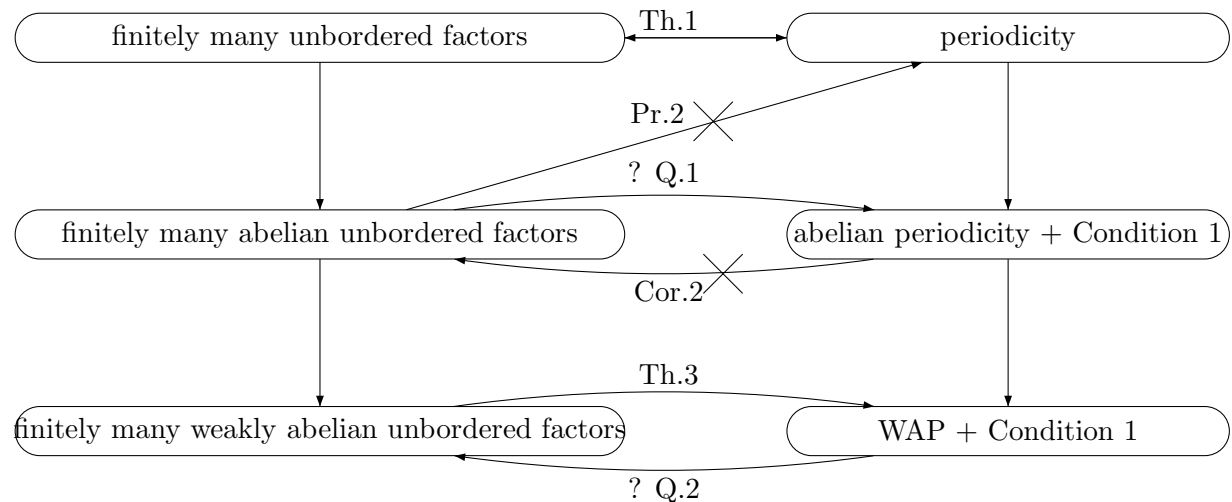 finitely many unbordered factors
Th.1
periodicity
Pr.2
? Q.1
finitely many abelian unbordered factors
abelian periodicity + Condition 1
Cor.2
Th.3
finitely many weakly abelian unbordered factors
WAP + Condition 1
? Q.2